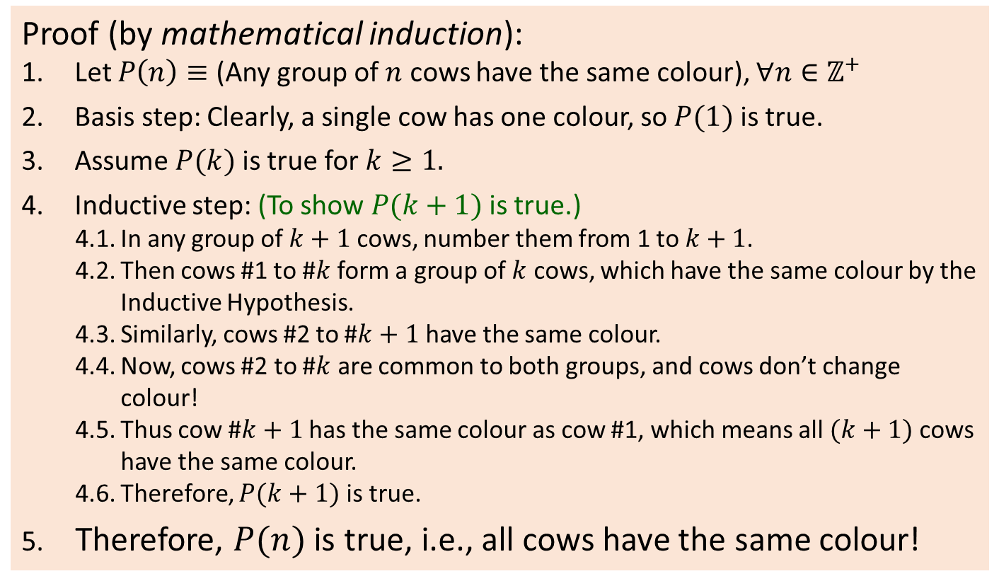 Proof (by mathematical induction):
1. Let P(n) ≡ (Any group of n cows have the same colour), ∀n ∈ ℤ⁺
2. Basis step: Clearly, a single cow has one colour, so P(1) is true.
3. Assume P(k) is true for k ≥ 1.
4. Inductive step: (To show P(k + 1) is true.)
4.1. In any group of k + 1 cows, number them from 1 to k + 1.
4.2. Then cows #1 to #k form a group of k cows, which have the same colour by the
Inductive Hypothesis.
4.3. Similarly, cows #2 to #k + 1 have the same colour.
4.4. Now, cows #2 to #k are common to both groups, and cows don’t change
colour!
4.5. Thus cow #k + 1 has the same colour as cow #1, which means all (k + 1) cows
have the same colour.
4.6. Therefore, P(k + 1) is true.
5. Therefore, P(n) is true, i.e., all cows have the same colour!